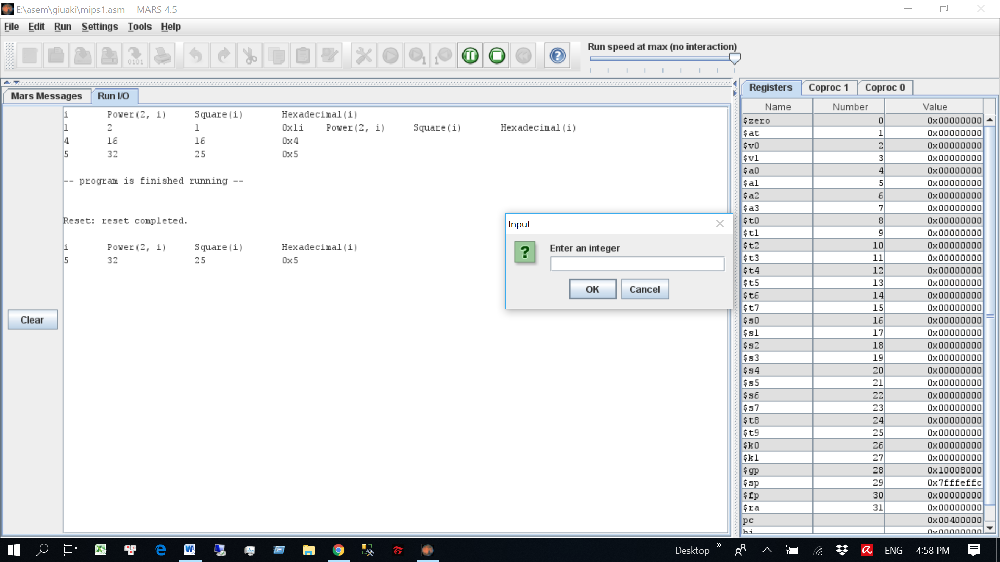 E:\asem\giuaki\mips1.asm - MARS 4.5
File Edit Run Settings Tools Help
Run speed at max (no interaction)
Mars Messages Run I/O
i Power(2, i) Square(i) Hexadecimal(i)
1 2 1 0x1i Power(2, i) Square(i) Hexadecimal(i)
4 16 16 0x4
5 32 25 0x5
-- program is finished running --
Reset: reset completed.
i Power(2, i) Square(i) Hexadecimal(i)
5 32 25 0x5
Clear
Input
Enter an integer
OK Cancel
Registers Coproc 1 Coproc 0
Name Number Value
$zero 0 0x00000000
$at 1 0x00000000
$v0 2 0x00000000
$v1 3 0x00000000
$a0 4 0x00000000
$a1 5 0x00000000
$a2 6 0x00000000
$a3 7 0x00000000
$t0 8 0x00000000
$t1 9 0x00000000
$t2 10 0x00000000
$t3 11 0x00000000
$t4 12 0x00000000
$t5 13 0x00000000
$t6 14 0x00000000
$t7 15 0x00000000
$s0 16 0x00000000
$s1 17 0x00000000
$s2 18 0x00000000
$s3 19 0x00000000
$s4 20 0x00000000
$s5 21 0x00000000
$s6 22 0x00000000
$s7 23 0x00000000
$t8 24 0x00000000
$t9 25 0x00000000
$k0 26 0x00000000
$k1 27 0x00000000
$gp 28 0x10008000
$sp 29 0x7fffeffc
$fp 30 0x00000000
$ra 31 0x00000000
pc 0x00400000
hi 0x00000000
Desktop ENG 4:58 PM